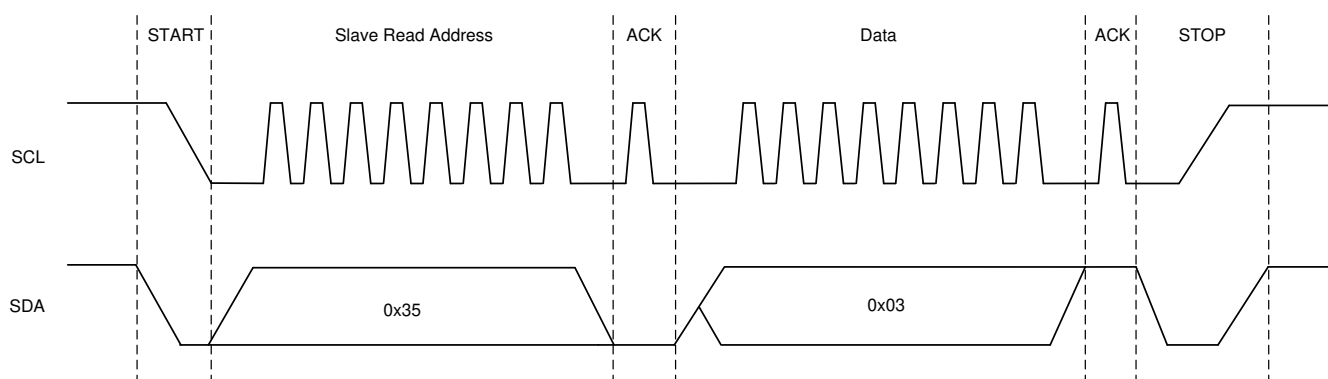 START Slave Read Address ACK Data ACK STOP
SCL
SDA 0x35 0x03